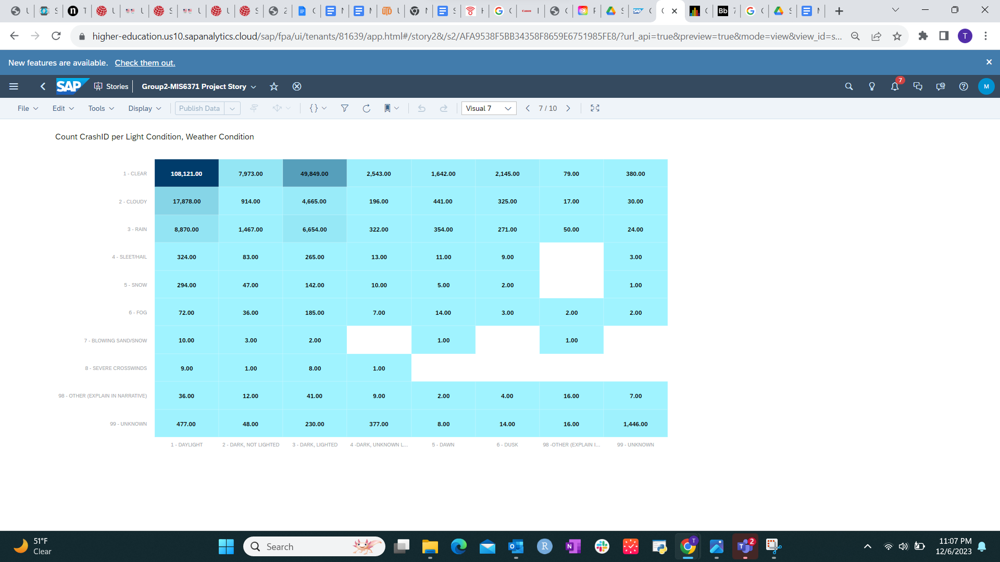 higher-education.us10.sapanalytics.cloud/sap/fpa/ui/tenants/81639/app.html#/story2&/s2/AFA9538F5BB34358F8659E6751985FE8/?url_api=true&preview=true&mode=view&view_id=s...
T
New features are available. Check them out.
SAP Stories Group2-MIS6371 Project Story 7 M
File Edit Tools Display Publish Data {} Visual 7 7 / 10
Count CrashID per Light Condition, Weather Condition
1 - CLEAR 108,121.00 7,973.00 49,849.00 2,543.00 1,642.00 2,145.00 79.00 380.00
2 - CLOUDY 17,878.00 914.00 4,665.00 196.00 441.00 325.00 17.00 30.00
3 - RAIN 8,870.00 1,467.00 6,654.00 322.00 354.00 271.00 50.00 24.00
4 - SLEET/HAIL 324.00 83.00 265.00 13.00 11.00 9.00 3.00
5 - SNOW 294.00 47.00 142.00 10.00 5.00 2.00 1.00
6 - FOG 72.00 36.00 185.00 7.00 14.00 3.00 2.00 2.00
7 - BLOWING SAND/SNOW 10.00 3.00 2.00 1.00 1.00
8 - SEVERE CROSSWINDS 9.00 1.00 8.00 1.00
98 - OTHER (EXPLAIN IN NARRATIVE) 36.00 12.00 41.00 9.00 2.00 4.00 16.00 7.00
99 - UNKNOWN 477.00 48.00 230.00 377.00 8.00 14.00 16.00 1,446.00
1 - DAYLIGHT 2 - DARK, NOT LIGHTED 3 - DARK, LIGHTED 4 -DARK, UNKNOWN L... 5 - DAWN 6 - DUSK 98 -OTHER (EXPLAIN I... 99 - UNKNOWN
51°F
Clear
Search
2
11:07 PM
12/6/2023